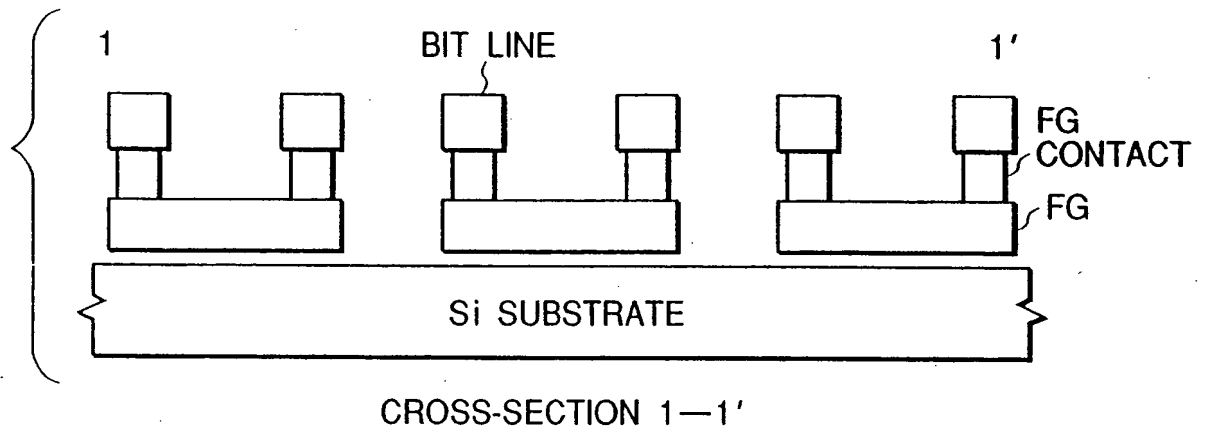 1
BIT LINE
1′
FG
CONTACT
FG
Si SUBSTRATE
CROSS-SECTION 1—1′